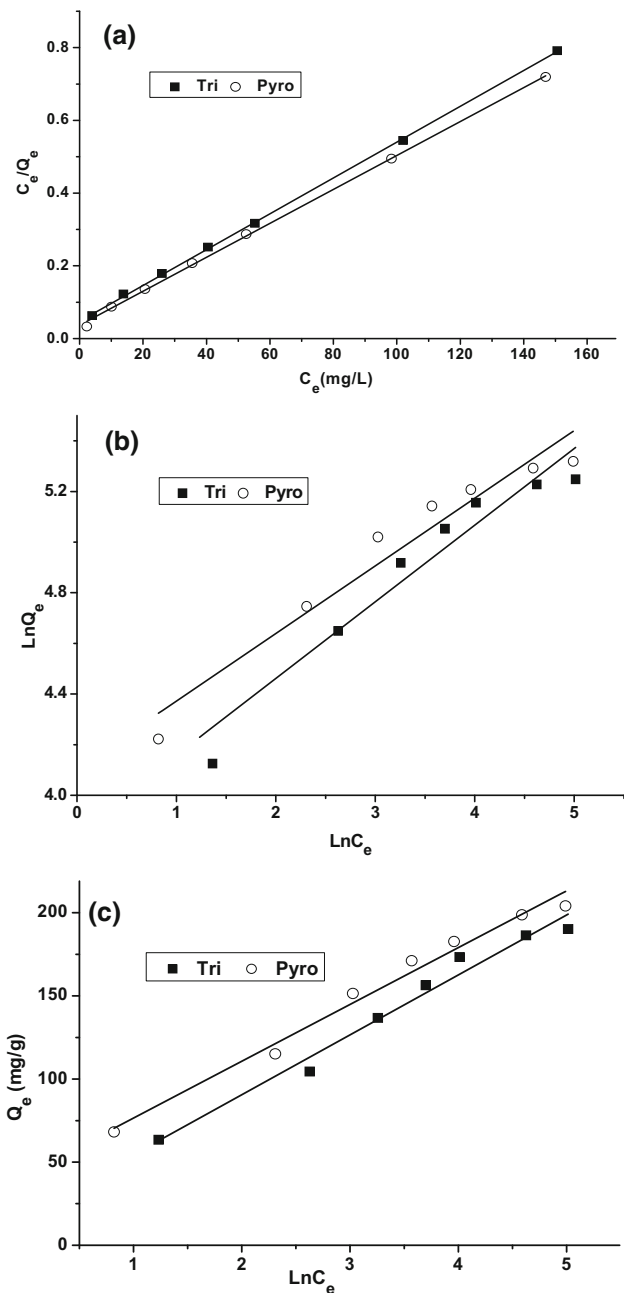 (a)
0.8
0.6
0.4
0.2
0.0
Cₑ/Qₑ
■ Tri ○ Pyro
0 20 40 60 80 100 120 140 160
Cₑ(mg/L)
(b)
5.2
4.8
4.4
4.0
LnQₑ
■ Tri ○ Pyro
0 1 2 3 4 5
LnCₑ
(c)
200
150
100
50
0
Qₑ (mg/g)
■ Tri ○ Pyro
1 2 3 4 5
LnCₑ